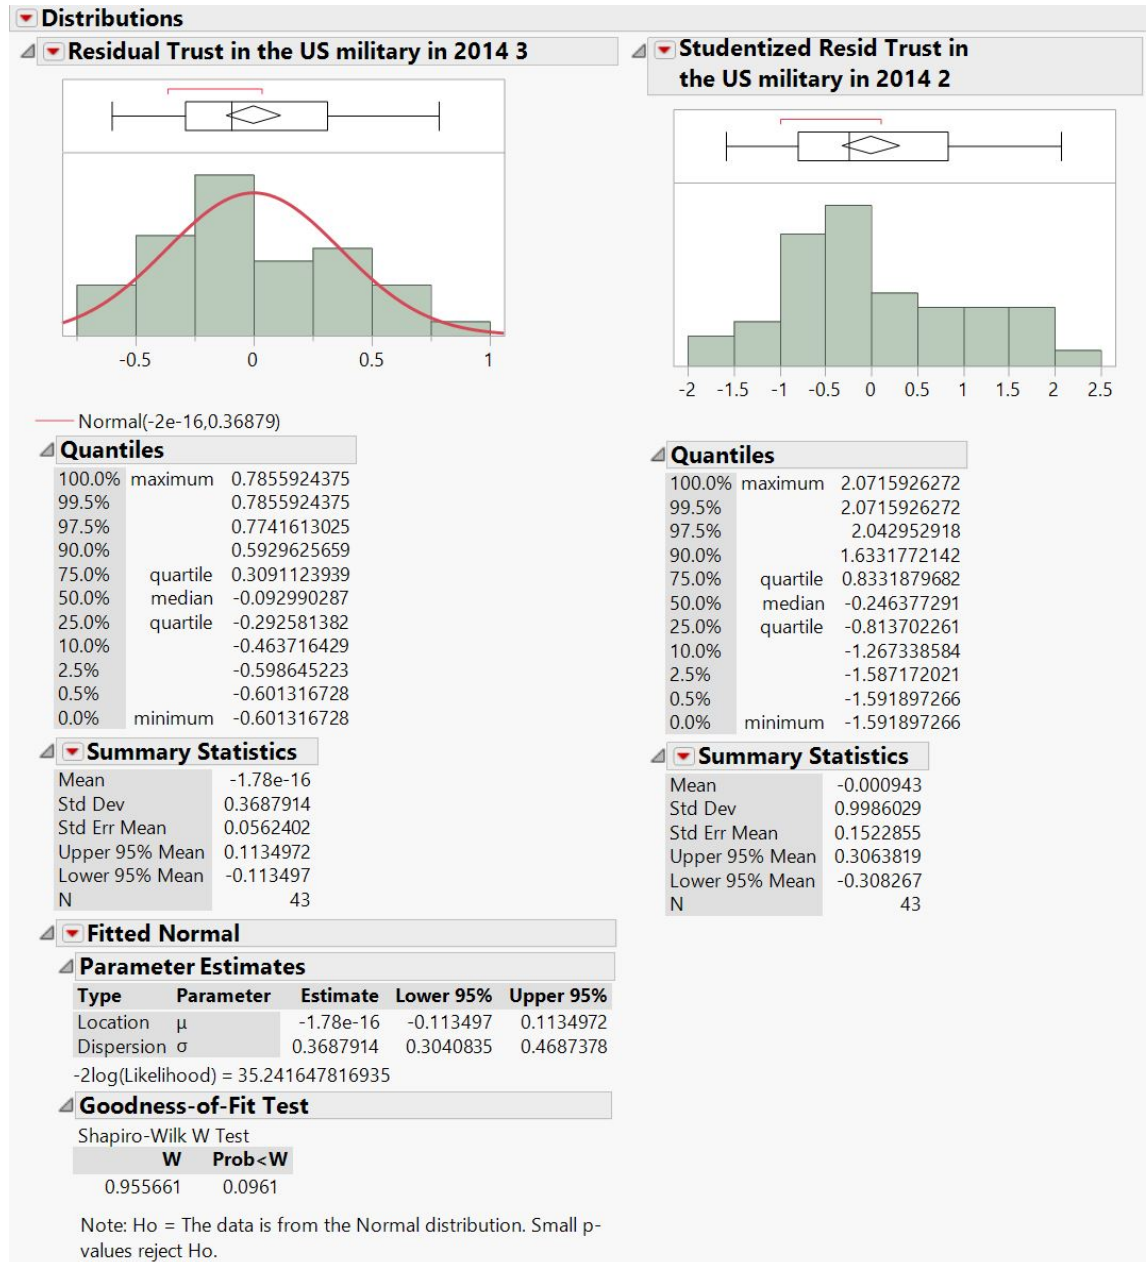 Distributions
Residual Trust in the US military in 2014 3
-0.5 0 0.5 1
Normal(-2e-16,0.36879)
Quantiles
100.0% maximum 0.7855924375
99.5% 0.7855924375
97.5% 0.7741613025
90.0% 0.5929625659
75.0% quartile 0.3091123939
50.0% median -0.092990287
25.0% quartile -0.292581382
10.0% -0.463716429
2.5% -0.598645223
0.5% -0.601316728
0.0% minimum -0.601316728
Summary Statistics
Mean -1.78e-16
Std Dev 0.3687914
Std Err Mean 0.0562402
Upper 95% Mean 0.1134972
Lower 95% Mean -0.113497
N 43
Fitted Normal
Parameter Estimates
Type Parameter Estimate Lower 95% Upper 95%
Location μ -1.78e-16 -0.113497 0.1134972
Dispersion σ 0.3687914 0.3040835 0.4687378
-2log(Likelihood) = 35.241647816935
Goodness-of-Fit Test
Shapiro-Wilk W Test
W Prob<W
0.955661 0.0961
Note: Ho = The data is from the Normal distribution. Small p-
values reject Ho.
Studentized Resid Trust in
the US military in 2014 2
-2 -1.5 -1 -0.5 0 0.5 1 1.5 2 2.5
Quantiles
100.0% maximum 2.0715926272
99.5% 2.0715926272
97.5% 2.042952918
90.0% 1.6331772142
75.0% quartile 0.8331879682
50.0% median -0.246377291
25.0% quartile -0.813702261
10.0% -1.267338584
2.5% -1.587172021
0.5% -1.591897266
0.0% minimum -1.591897266
Summary Statistics
Mean -0.000943
Std Dev 0.9986029
Std Err Mean 0.1522855
Upper 95% Mean 0.3063819
Lower 95% Mean -0.308267
N 43